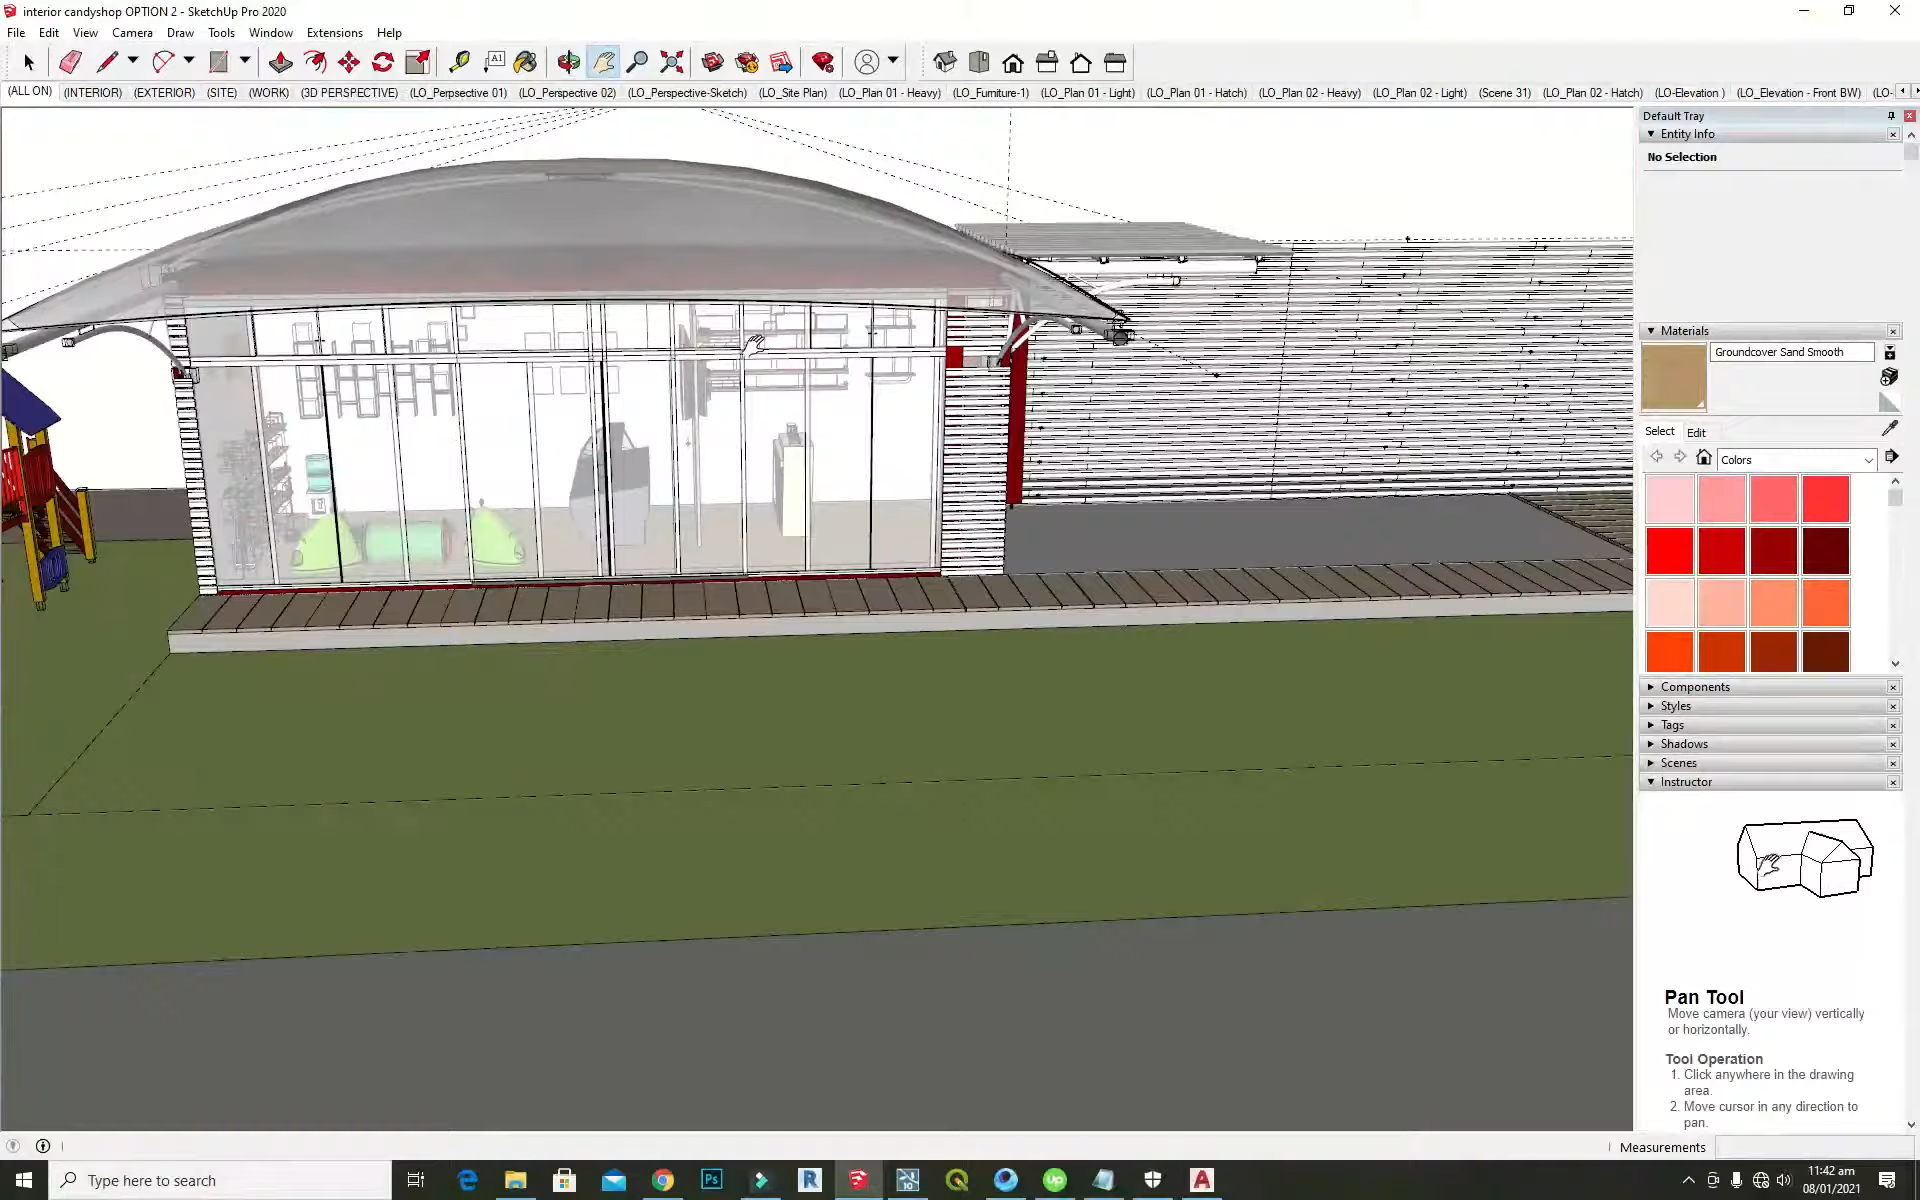 interior candyshop OPTION 2 - SketchUp Pro 2020
File Edit View Camera Draw Tools Window Extensions Help
A1
(ALL ON) (INTERIOR) (EXTERIOR) (SITE) (WORK) (3D PERSPECTIVE) (LO_Perpsective 01) (LO_Perspective 02) (LO_Perspective-Sketch) (LO_Site Plan) (LO_Plan 01 - Heavy) (LO_Furniture-1) (LO_Plan 01 - Light) (LO_Plan 01 - Hatch) (LO_Plan 02 - Heavy) (LO_Plan 02 - Light) (Scene 31) (LO_Plan 02 - Hatch) (LO-Elevation ) (LO_Elevation - Front BW) (LO-
Default Tray
Entity Info
No Selection
Materials
Groundcover Sand Smooth
Select Edit
Colors
Components
Styles
Tags
Shadows
Scenes
Instructor
Pan Tool
Move camera (your view) vertically
or horizontally.
Tool Operation
1. Click anywhere in the drawing
area.
2. Move cursor in any direction to
pan.
Measurements
Type here to search
Ps
R
Up
A
11:42 am
08/01/2021